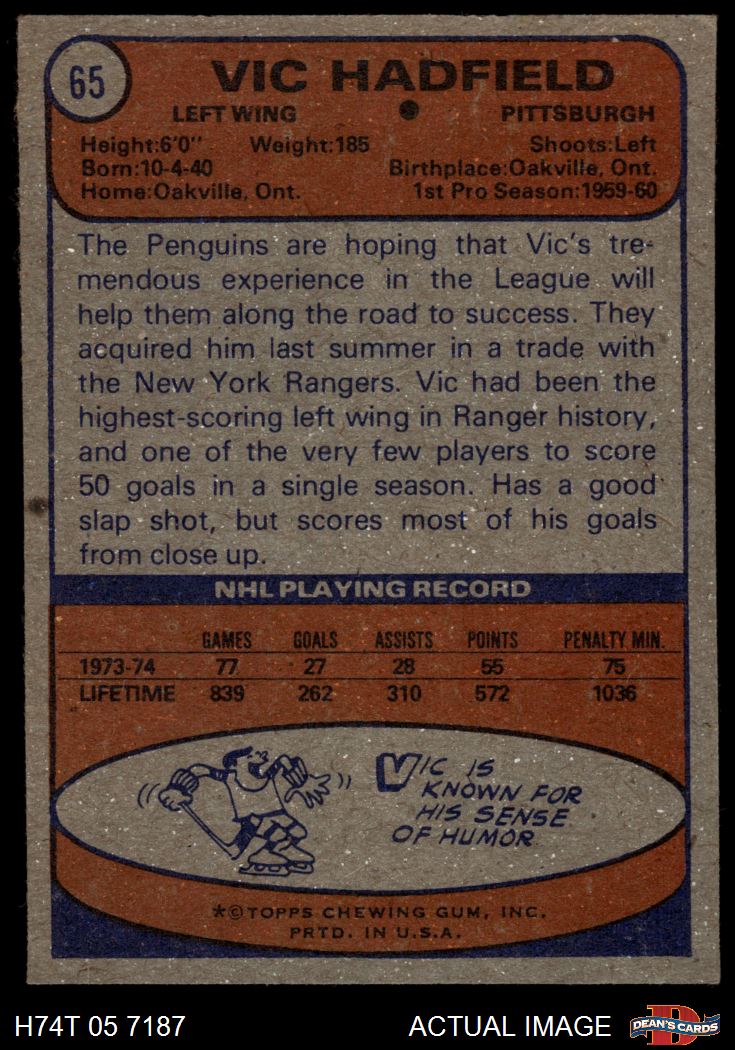 65
VIC HADFIELD
LEFT WING ● PITTSBURGH
Height:6'0" Weight:185 Shoots:Left
Born:10-4-40 Birthplace:Oakville, Ont.
Home:Oakville, Ont. 1st Pro Season:1959-60
The Penguins are hoping that Vic's tre-
mendous experience in the League will
help them along the road to success. They
acquired him last summer in a trade with
the New York Rangers. Vic had been the
highest-scoring left wing in Ranger history,
and one of the very few players to score
50 goals in a single season. Has a good
slap shot, but scores most of his goals
from close up.
NHL PLAYING RECORD
GAMES GOALS ASSISTS POINTS PENALTY MIN.
1973-74 77 27 28 55 75
LIFETIME 839 262 310 572 1036
VIC IS
KNOWN FOR
HIS SENSE
OF HUMOR
*©TOPPS CHEWING GUM, INC.
PRTD. IN U.S.A.
H74T 05 7187 ACTUAL IMAGE DEAN'S CARDS